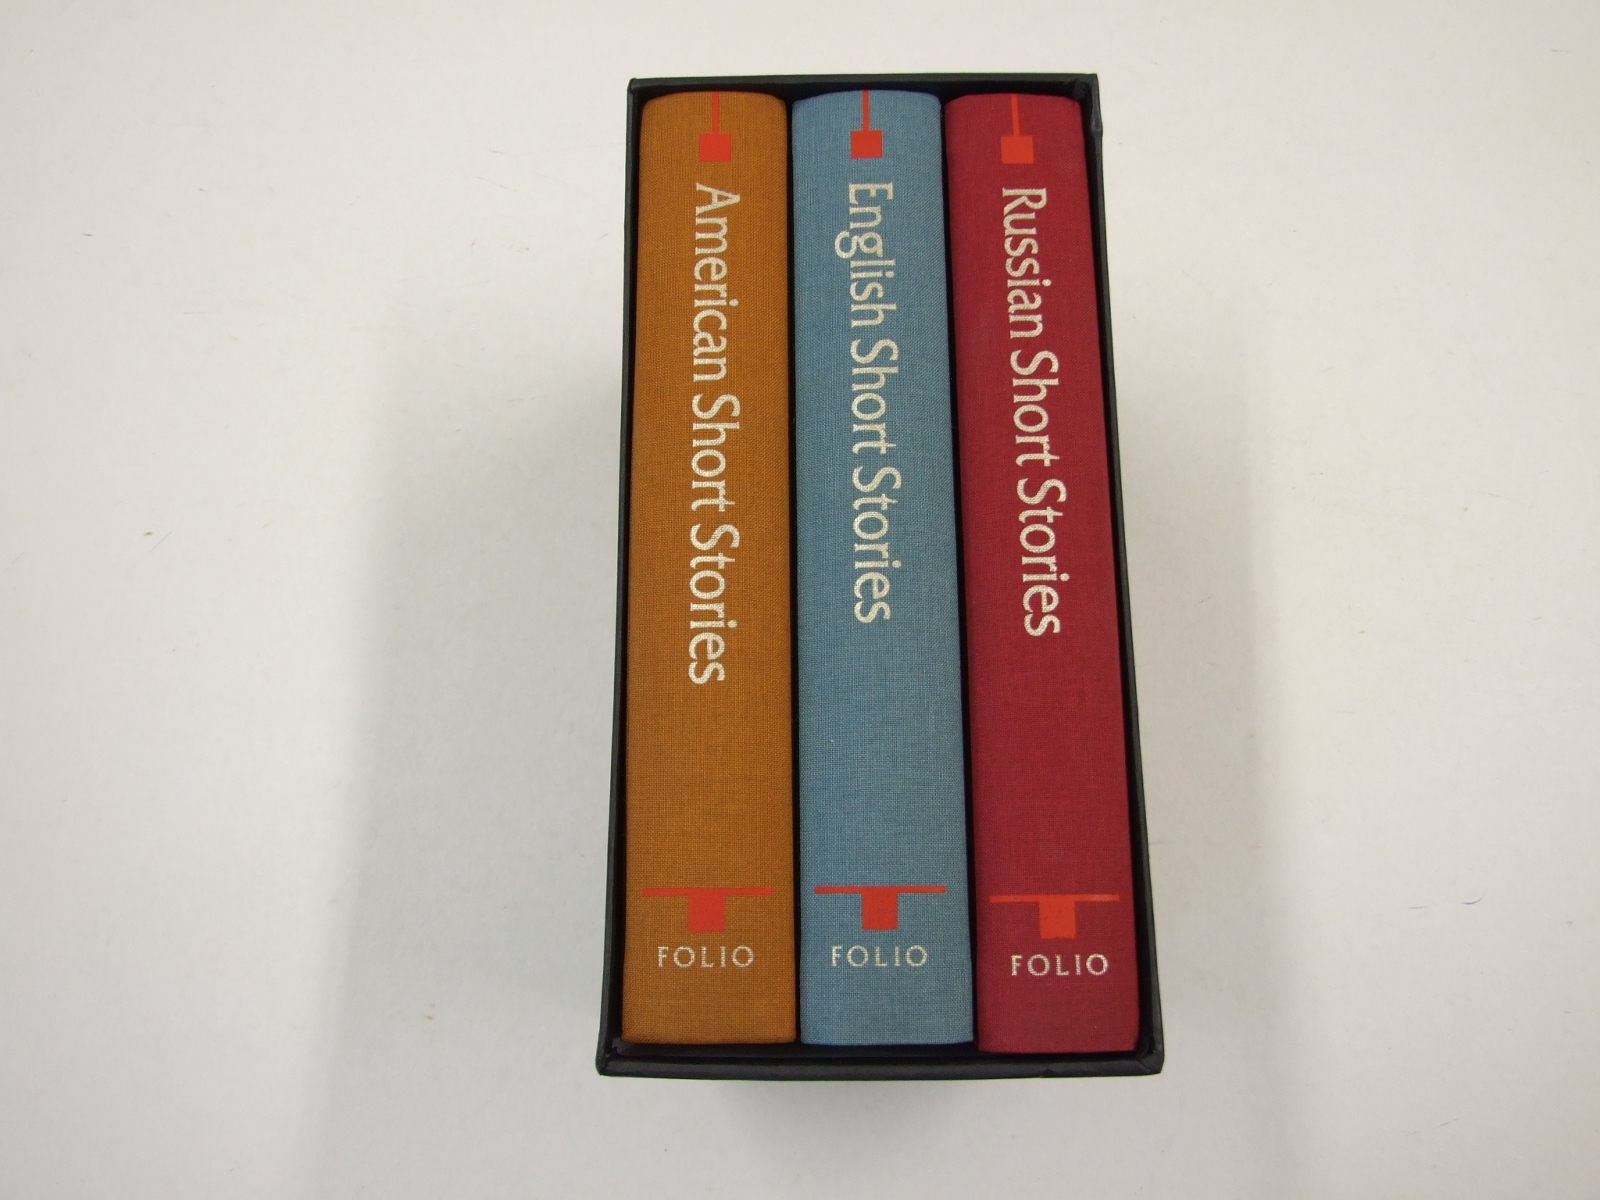 American Short Stories
FOLIO
English Short Stories
FOLIO
Russian Short Stories
FOLIO